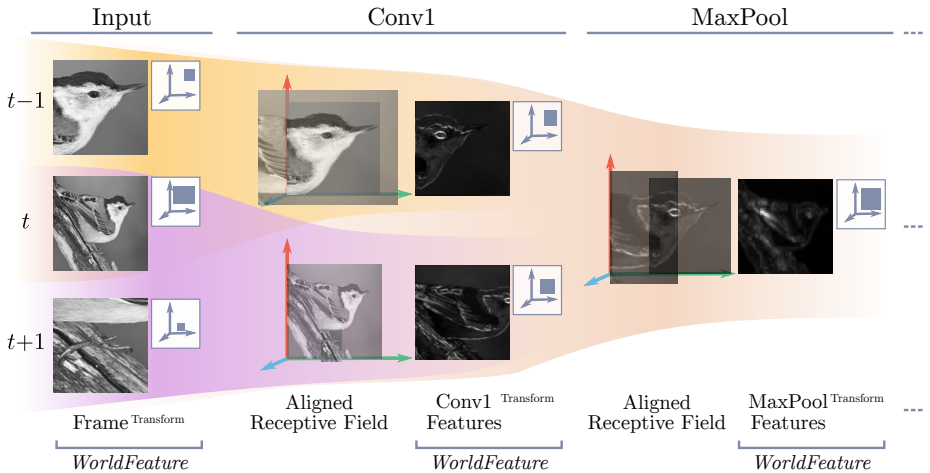 Input
Conv1
MaxPool
t−1
t
t+1
Frame Transform
WorldFeature
Aligned
Receptive Field
Conv1 Transform
Features
WorldFeature
Aligned
Receptive Field
MaxPool Transform
Features
WorldFeature